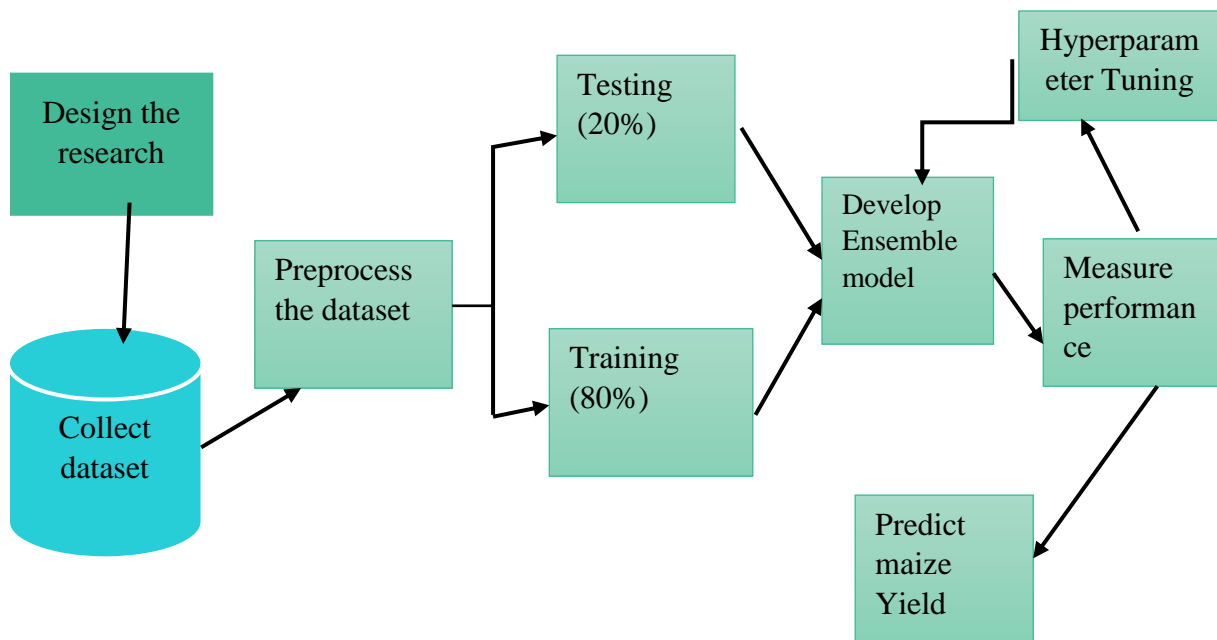 Design the
research
Collect
dataset
Preprocess
the dataset
Testing
(20%)
Training
(80%)
Develop
Ensemble
model
Hyperparam
eter Tuning
Measure
performan
ce
Predict
maize
Yield